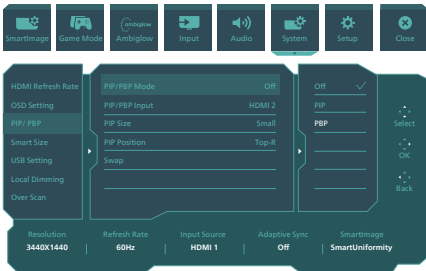 ambiglow
SmartImage Game Mode Ambiglow Input Audio System Setup Close
HDMI Refresh Rate PIP/PBP Mode Off Off
OSD Setting PIP/PBP Input HDMI 2 PIP
PIP/ PBP PIP Size Small PBP Select
Smart Size PIP Position Top-R
USB Setting Swap OK
Local Dimming Back
Over Scan
Resolution Refresh Rate Input Source Adaptive Sync SmartImage
3440X1440 | 60Hz | HDMI 1 | Off | SmartUniformity